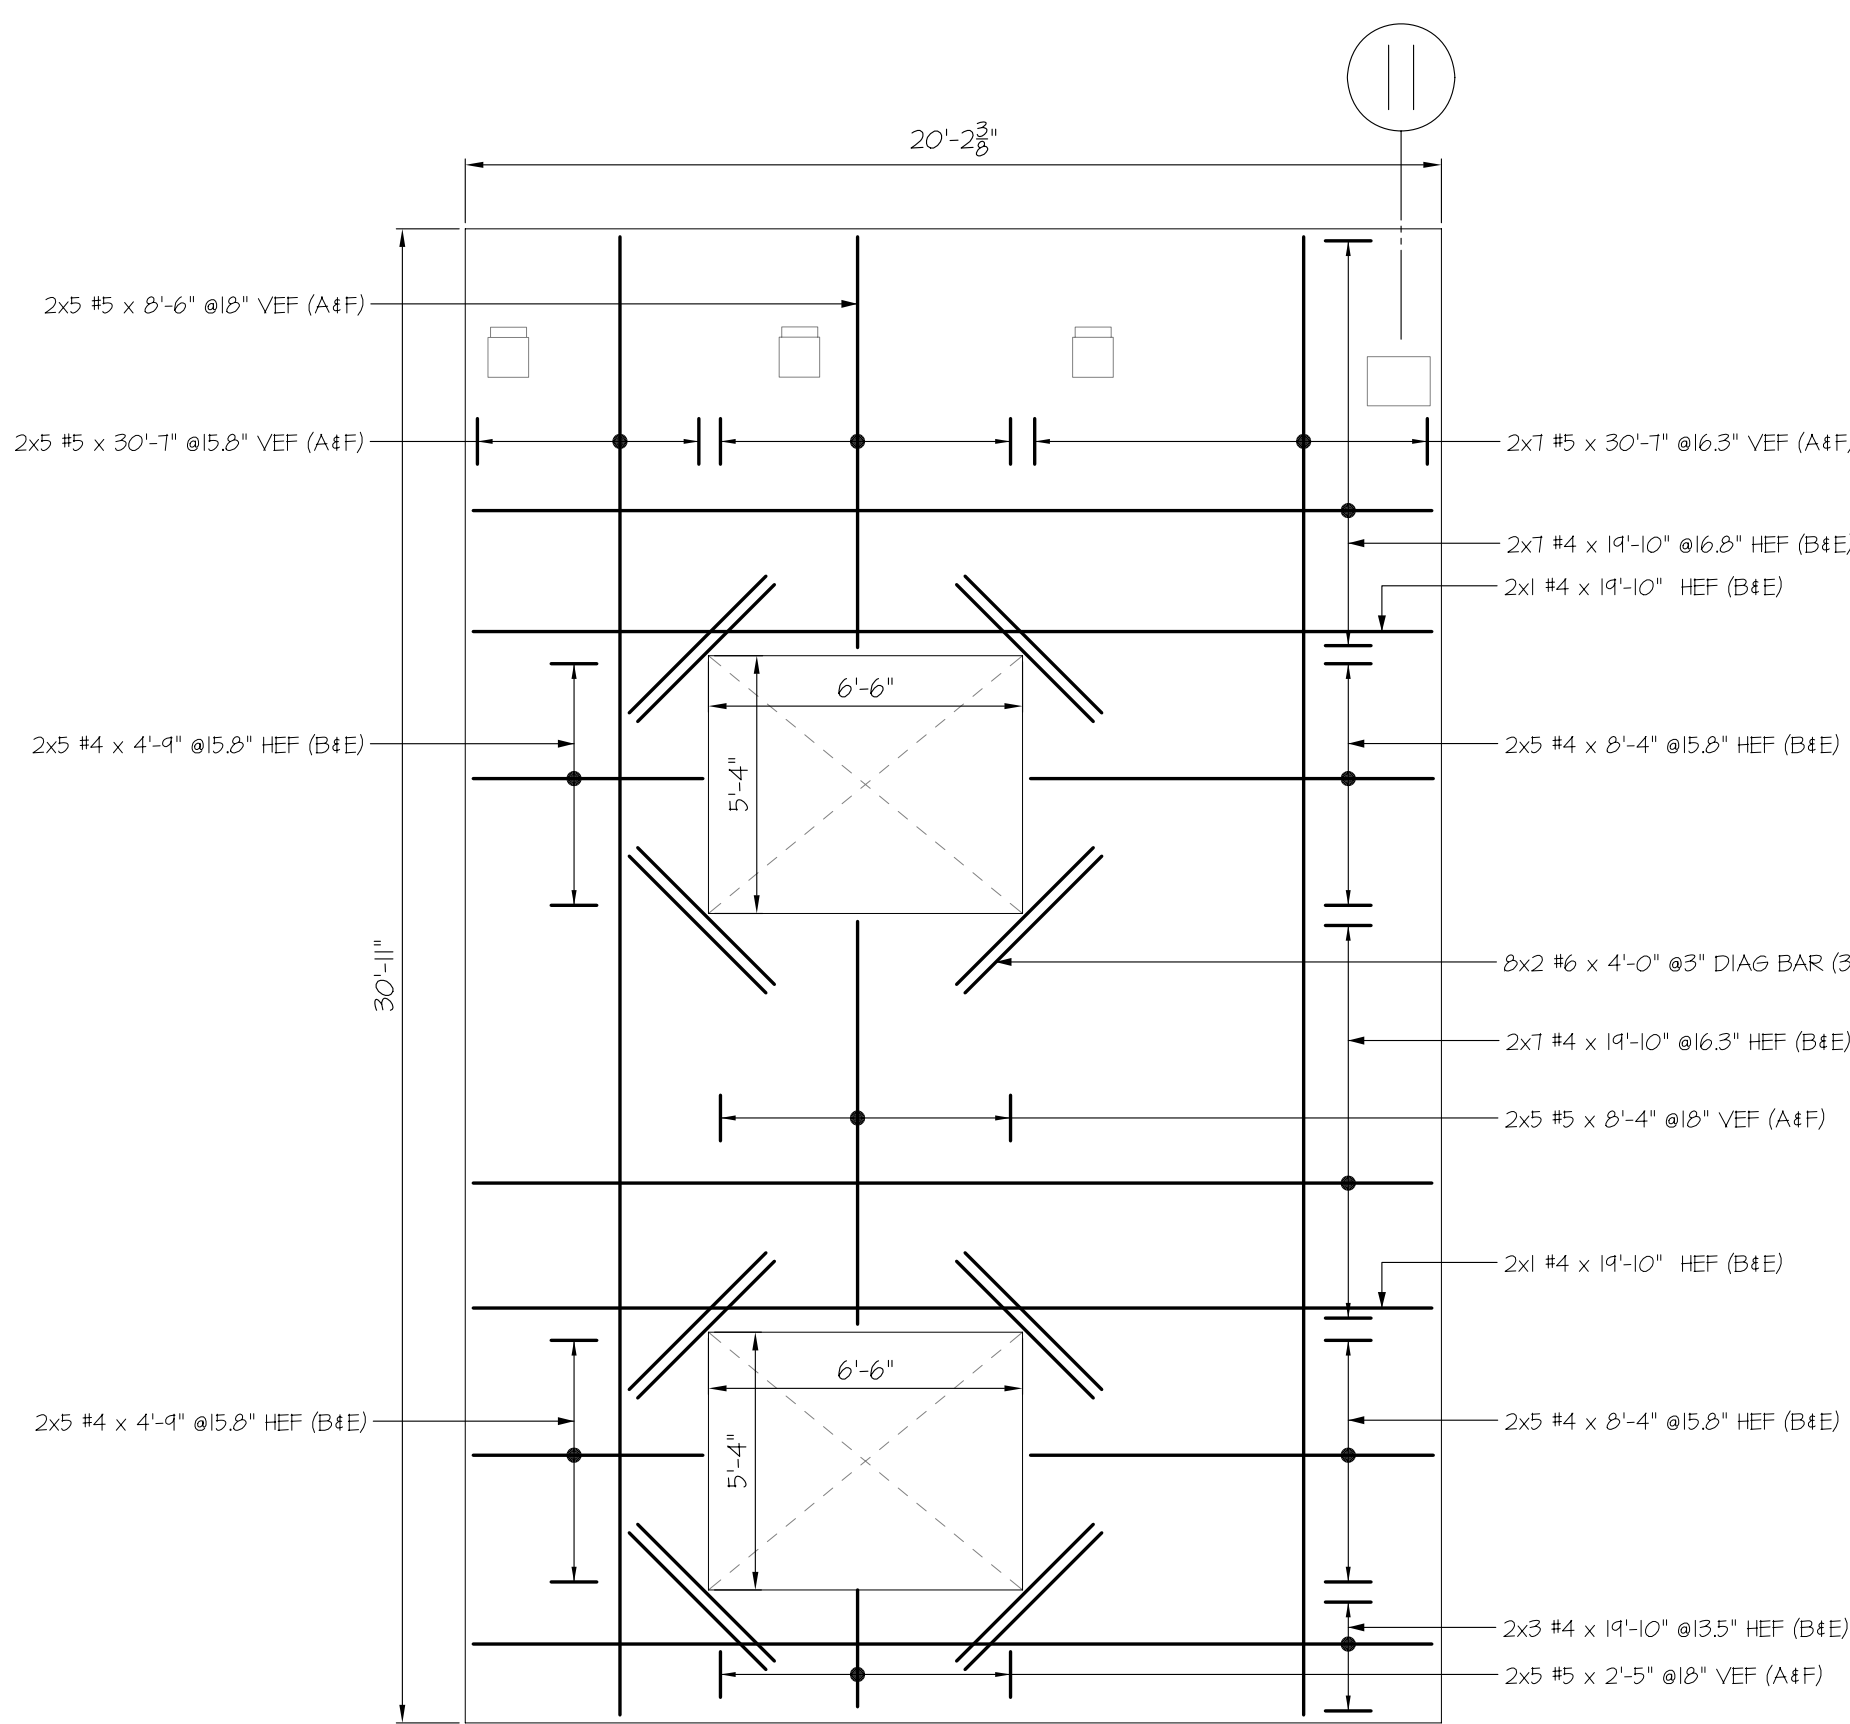 20'-2 3/8"
2x5 #5 x 8'-6" @18" VEF (A&F)
2x5 #5 x 30'-7" @15.8" VEF (A&F)
2x7 #5 x 30'-7" @16.3" VEF (A&F)
2x7 #4 x 19'-10" @16.8" HEF (B&E)
2x1 #4 x 19'-10" HEF (B&E)
6'-6"
2x5 #4 x 4'-9" @15.8" HEF (B&E)
5'-4"
2x5 #4 x 8'-4" @15.8" HEF (B&E)
30'-11"
8x2 #6 x 4'-0" @3" DIAG BAR (3
2x7 #4 x 19'-10" @16.3" HEF (B&E)
2x5 #5 x 8'-4" @18" VEF (A&F)
2x1 #4 x 19'-10" HEF (B&E)
6'-6"
2x5 #4 x 4'-9" @15.8" HEF (B&E)
5'-4"
2x5 #4 x 8'-4" @15.8" HEF (B&E)
2x3 #4 x 19'-10" @13.5" HEF (B&E)
2x5 #5 x 2'-5" @18" VEF (A&F)